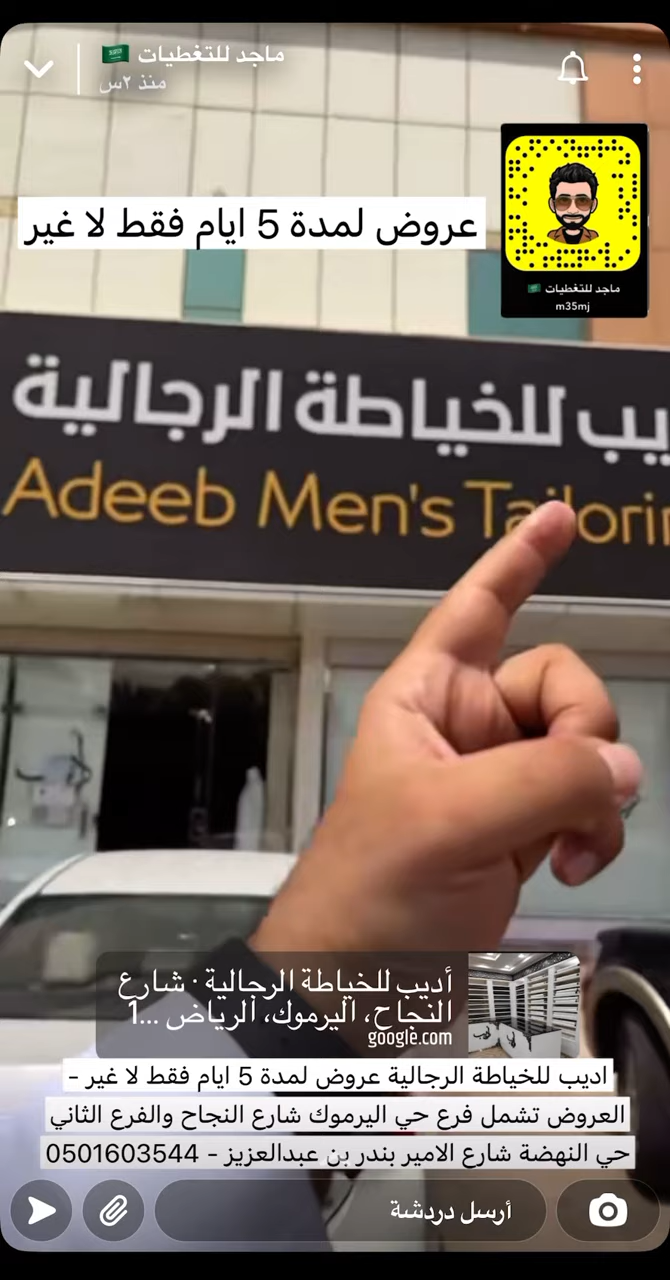 ماجد للتغطيات 🇸🇦
منذ ٢س
عروض لمدة 5 ايام فقط لا غير
ماجد للتغطيات 🇸🇦
m35mj
يب للخياطة الرجالية
Adeeb Men's Tailorin
أديب للخياطة الرجالية · شارع
النجاح، اليرموك، الرياض 1...
google.com
اديب للخياطة الرجالية عروض لمدة 5 ايام فقط لا غير -
العروض تشمل فرع حي اليرموك شارع النجاح والفرع الثاني
حي النهضة شارع الامير بندر بن عبدالعزيز - 0501603544
أرسل دردشة